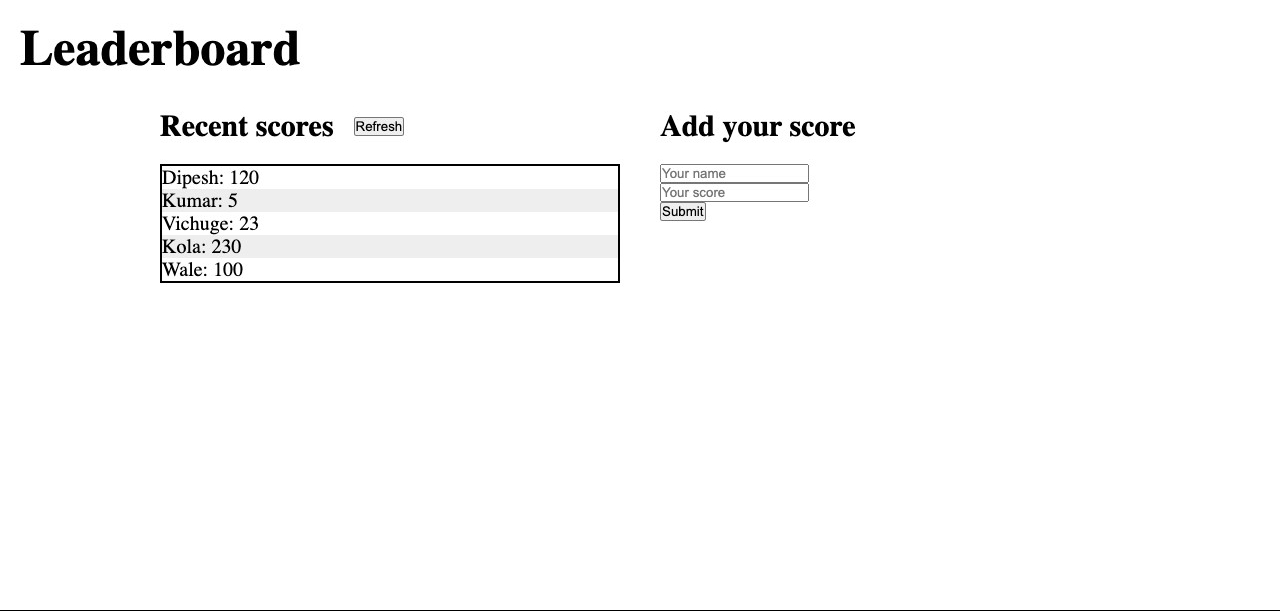 Leaderboard
Recent scores
Refresh
Dipesh: 120
Kumar: 5
Vichuge: 23
Kola: 230
Wale: 100
Add your score
Your name
Your score
Submit